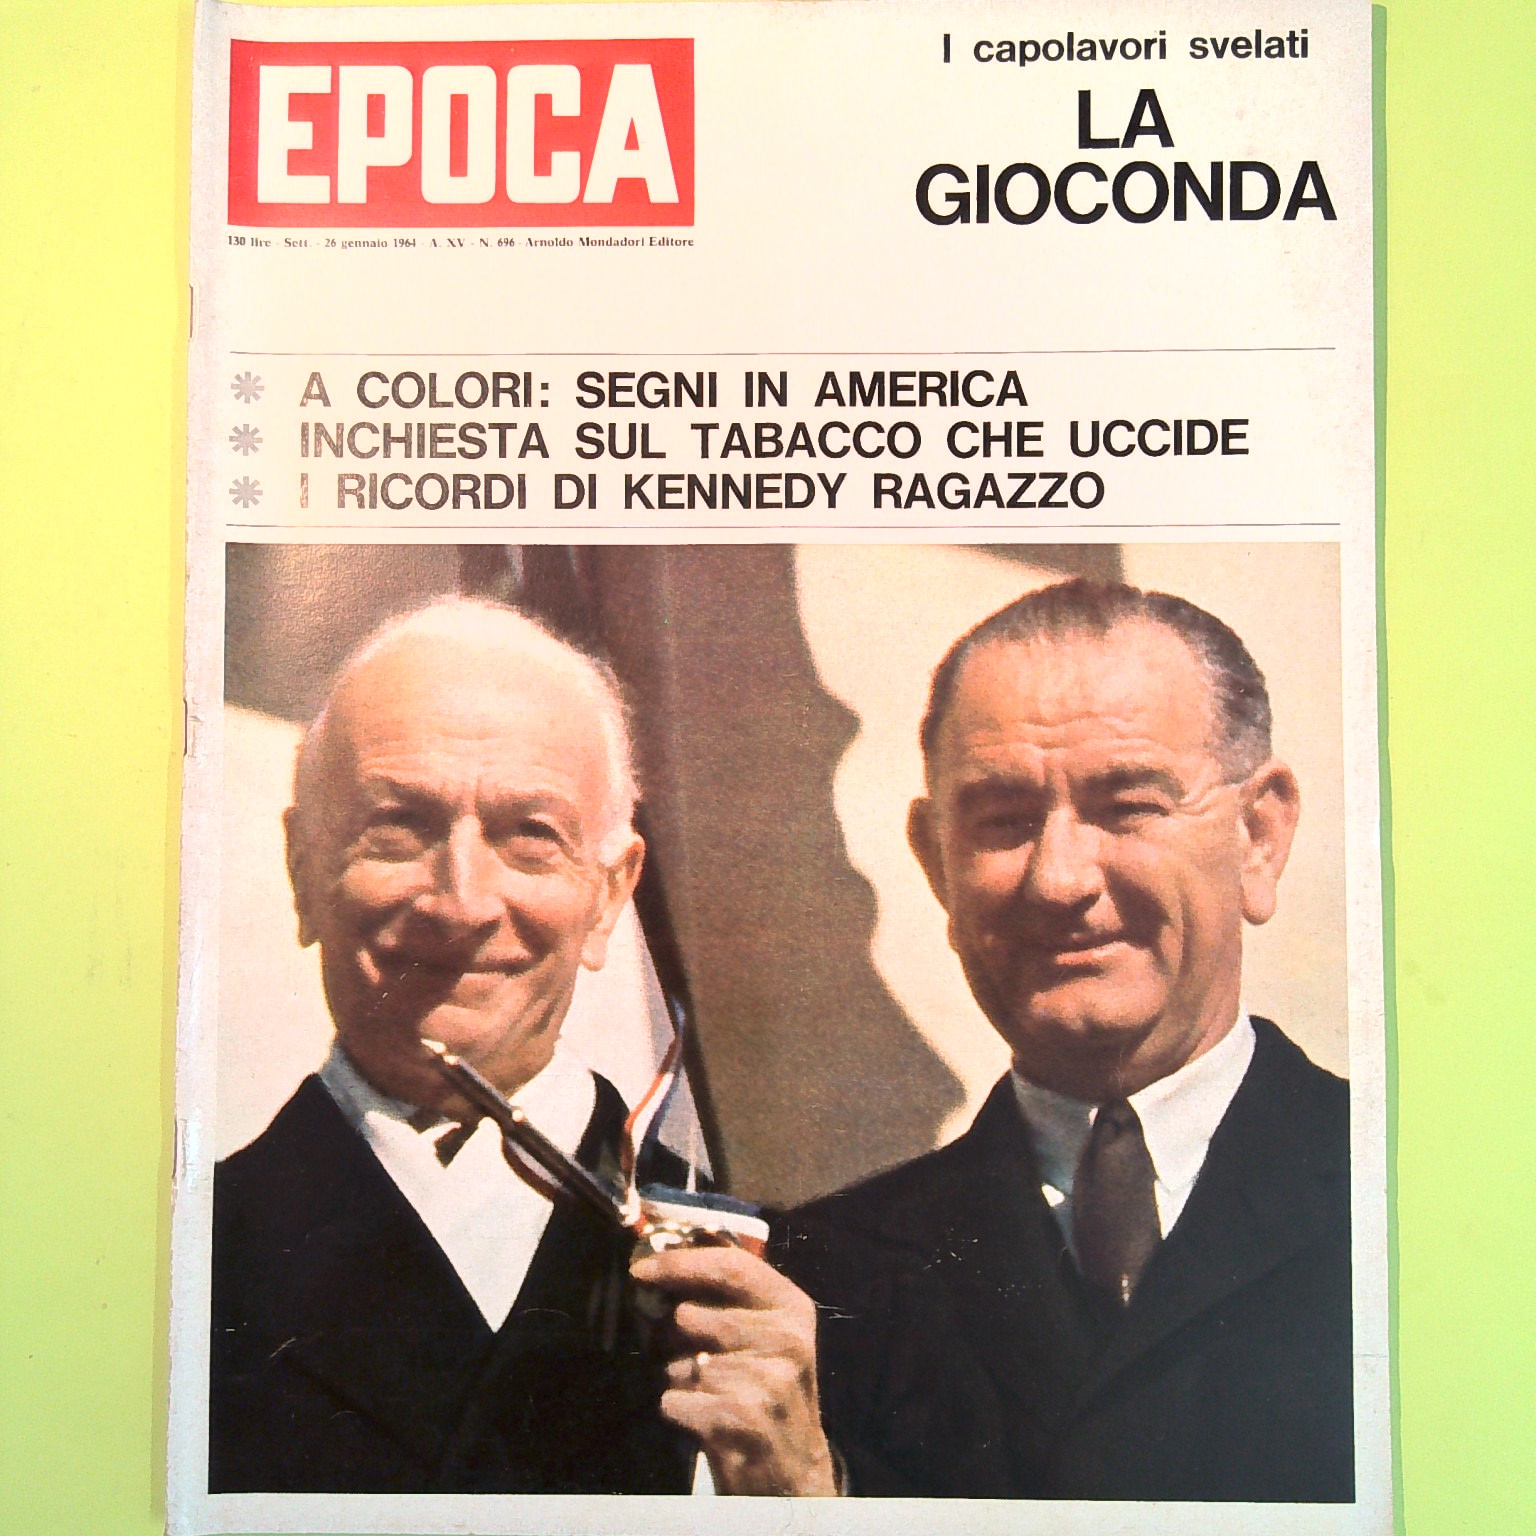 EPOCA
130 lire - Sett. - 26 gennaio 1964 - A. XV - N. 696 - Arnoldo Mondadori Editore
I capolavori svelati
LA
GIOCONDA
* A COLORI: SEGNI IN AMERICA
* INCHIESTA SUL TABACCO CHE UCCIDE
* I RICORDI DI KENNEDY RAGAZZO